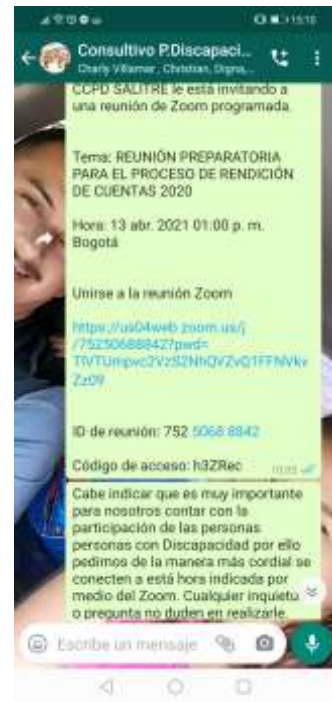 15:10
Consultivo P.Discapaci...
Charly Villamar, Christian, Digna,...
CCPD SALITRE le está invitando a
una reunión de Zoom programada.
Tema: REUNIÓN PREPARATORIA
PARA EL PROCESO DE RENDICIÓN
DE CUENTAS 2020
Hora: 13 abr. 2021 01:00 p. m.
Bogotá
Unirse a la reunión Zoom
https://us04web.zoom.us/j
/75250688842?pwd=
Zz09
ID de reunión: 752 5068 8842
Código de acceso: h3ZRec
Cabe indicar que es muy importante
para nosotros contar con la
participación de las personas
personas con Discapacidad por ello
pedimos de la manera más cordial se
conecten a está hora indicada por
medio del Zoom. Cualquier inquietu
o pregunta no duden en realizarle
Escribe un mensaje